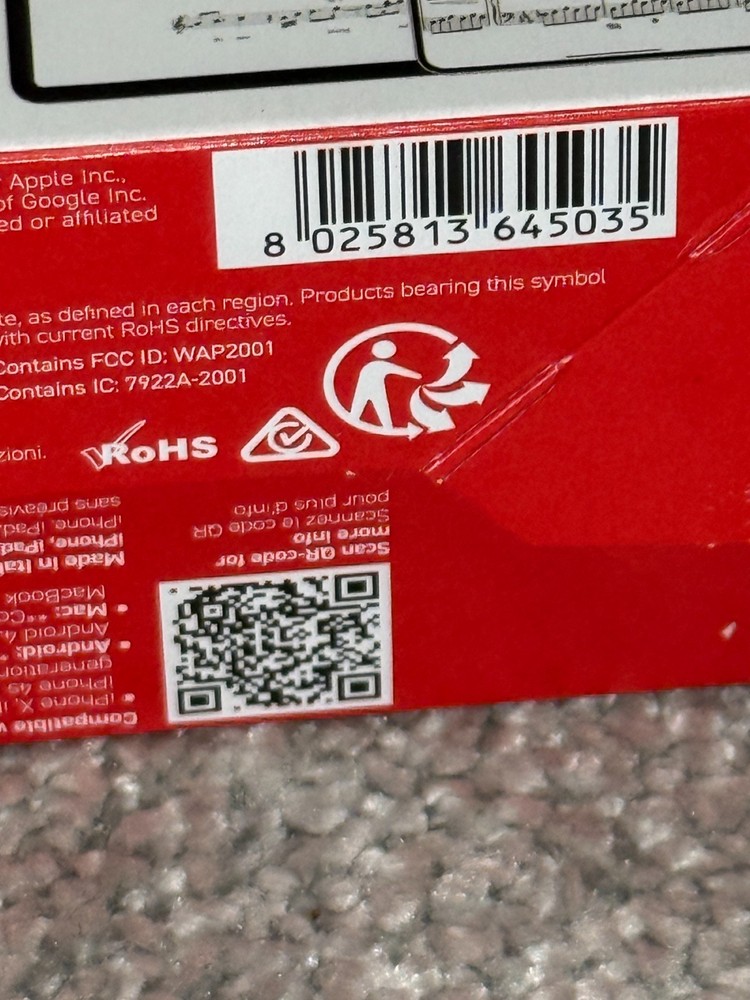 Apple Inc.,
of Google Inc.
ed or affiliated
8 025813 645035
te, as defined in each region. Products bearing this symbol
with current RoHS directives.
Contains FCC ID: WAP2001
Contains IC: 7922A-2001
zioni.
RoHS
Scan QR-code for
more info
Scannez le code QR
pour plus d'info
Compatible
• iPhone X
iPhone 4s
generation
• Android:
Android 4
• Mac:
MacBook
Made in Ital
iPhone, iPad
iPhone, iPad
sans préavis